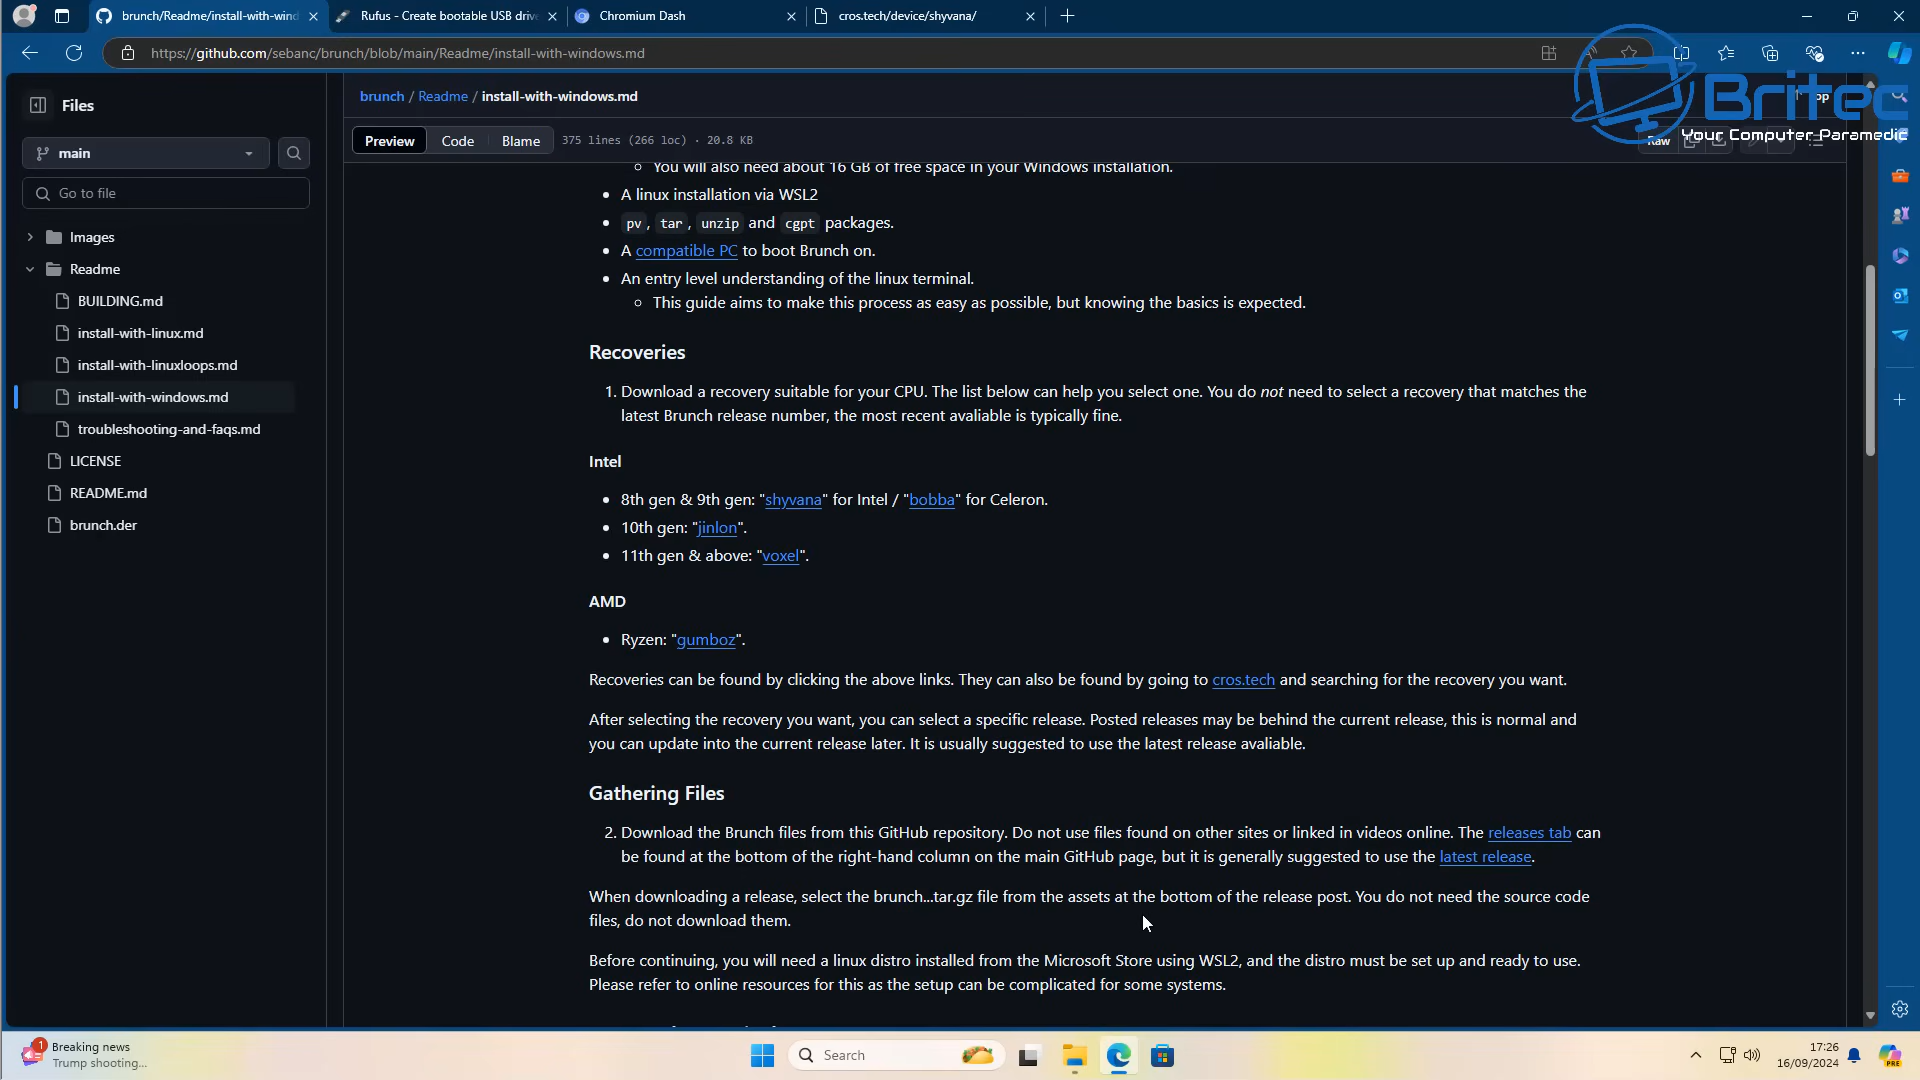 brunch/Readme/install-with-wind
Rufus - Create bootable USB drive
Chromium Dash
cros.tech/device/shyvana/
https://github.com/sebanc/brunch/blob/main/Readme/install-with-windows.md
Britec
Your Computer Paramedic
Files
brunch / Readme / install-with-windows.md
main
Preview
Code
Blame
375 lines (266 loc) · 20.8 KB
Raw
Go to file
Images
Readme
BUILDING.md
install-with-linux.md
install-with-linuxloops.md
install-with-windows.md
troubleshooting-and-faqs.md
LICENSE
README.md
brunch.der
You will also need about 16 GB of free space in your Windows installation.
A linux installation via WSL2
pv, tar, unzip and cgpt packages.
A compatible PC to boot Brunch on.
An entry level understanding of the linux terminal.
This guide aims to make this process as easy as possible, but knowing the basics is expected.
Recoveries
1. Download a recovery suitable for your CPU. The list below can help you select one. You do not need to select a recovery that matches the
latest Brunch release number, the most recent avaliable is typically fine.
Intel
8th gen & 9th gen: "shyvana" for Intel / "bobba" for Celeron.
10th gen: "jinlon".
11th gen & above: "voxel".
AMD
Ryzen: "gumboz".
Recoveries can be found by clicking the above links. They can also be found by going to cros.tech and searching for the recovery you want.
After selecting the recovery you want, you can select a specific release. Posted releases may be behind the current release, this is normal and
you can update into the current release later. It is usually suggested to use the latest release avaliable.
Gathering Files
2. Download the Brunch files from this GitHub repository. Do not use files found on other sites or linked in videos online. The releases tab can
be found at the bottom of the right-hand column on the main GitHub page, but it is generally suggested to use the latest release.
When downloading a release, select the brunch...tar.gz file from the assets at the bottom of the release post. You do not need the source code
files, do not download them.
Before continuing, you will need a linux distro installed from the Microsoft Store using WSL2, and the distro must be set up and ready to use.
Please refer to online resources for this as the setup can be complicated for some systems.
1
Breaking news
Trump shooting...
Search
17:26
16/09/2024
PRE